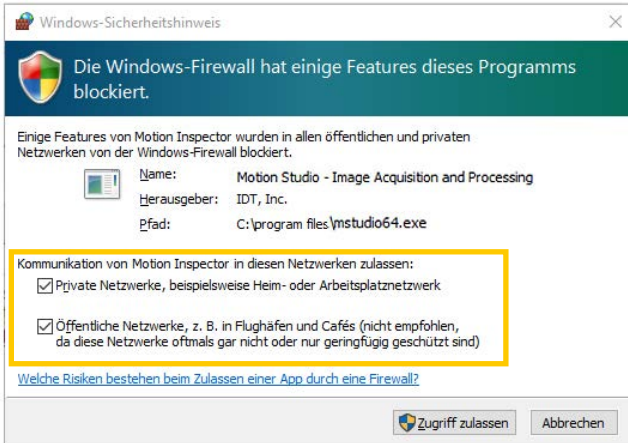 Windows-Sicherheitshinweis
Die Windows-Firewall hat einige Features dieses Programms
blockiert.
Einige Features von Motion Inspector wurden in allen öffentlichen und privaten
Netzwerken von der Windows-Firewall blockiert.
Name: Motion Studio - Image Acquisition and Processing
Herausgeber: IDT, Inc.
Pfad: C:\program files\mstudio64.exe
Kommunikation von Motion Inspector in diesen Netzwerken zulassen:
Private Netzwerke, beispielsweise Heim- oder Arbeitsplatznetzwerk
Öffentliche Netzwerke, z. B. in Flughäfen und Cafés (nicht empfohlen,
da diese Netzwerke oftmals gar nicht oder nur geringfügig geschützt sind)
Welche Risiken bestehen beim Zulassen einer App durch eine Firewall?
Zugriff zulassen Abbrechen